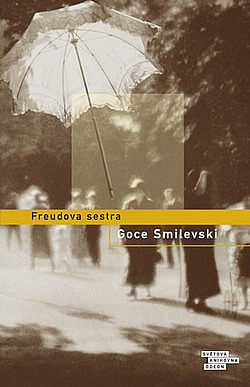 Freudova sestra
Goce Smilevski
SVĚTOVÁ
KNIHOVNA
ODEON